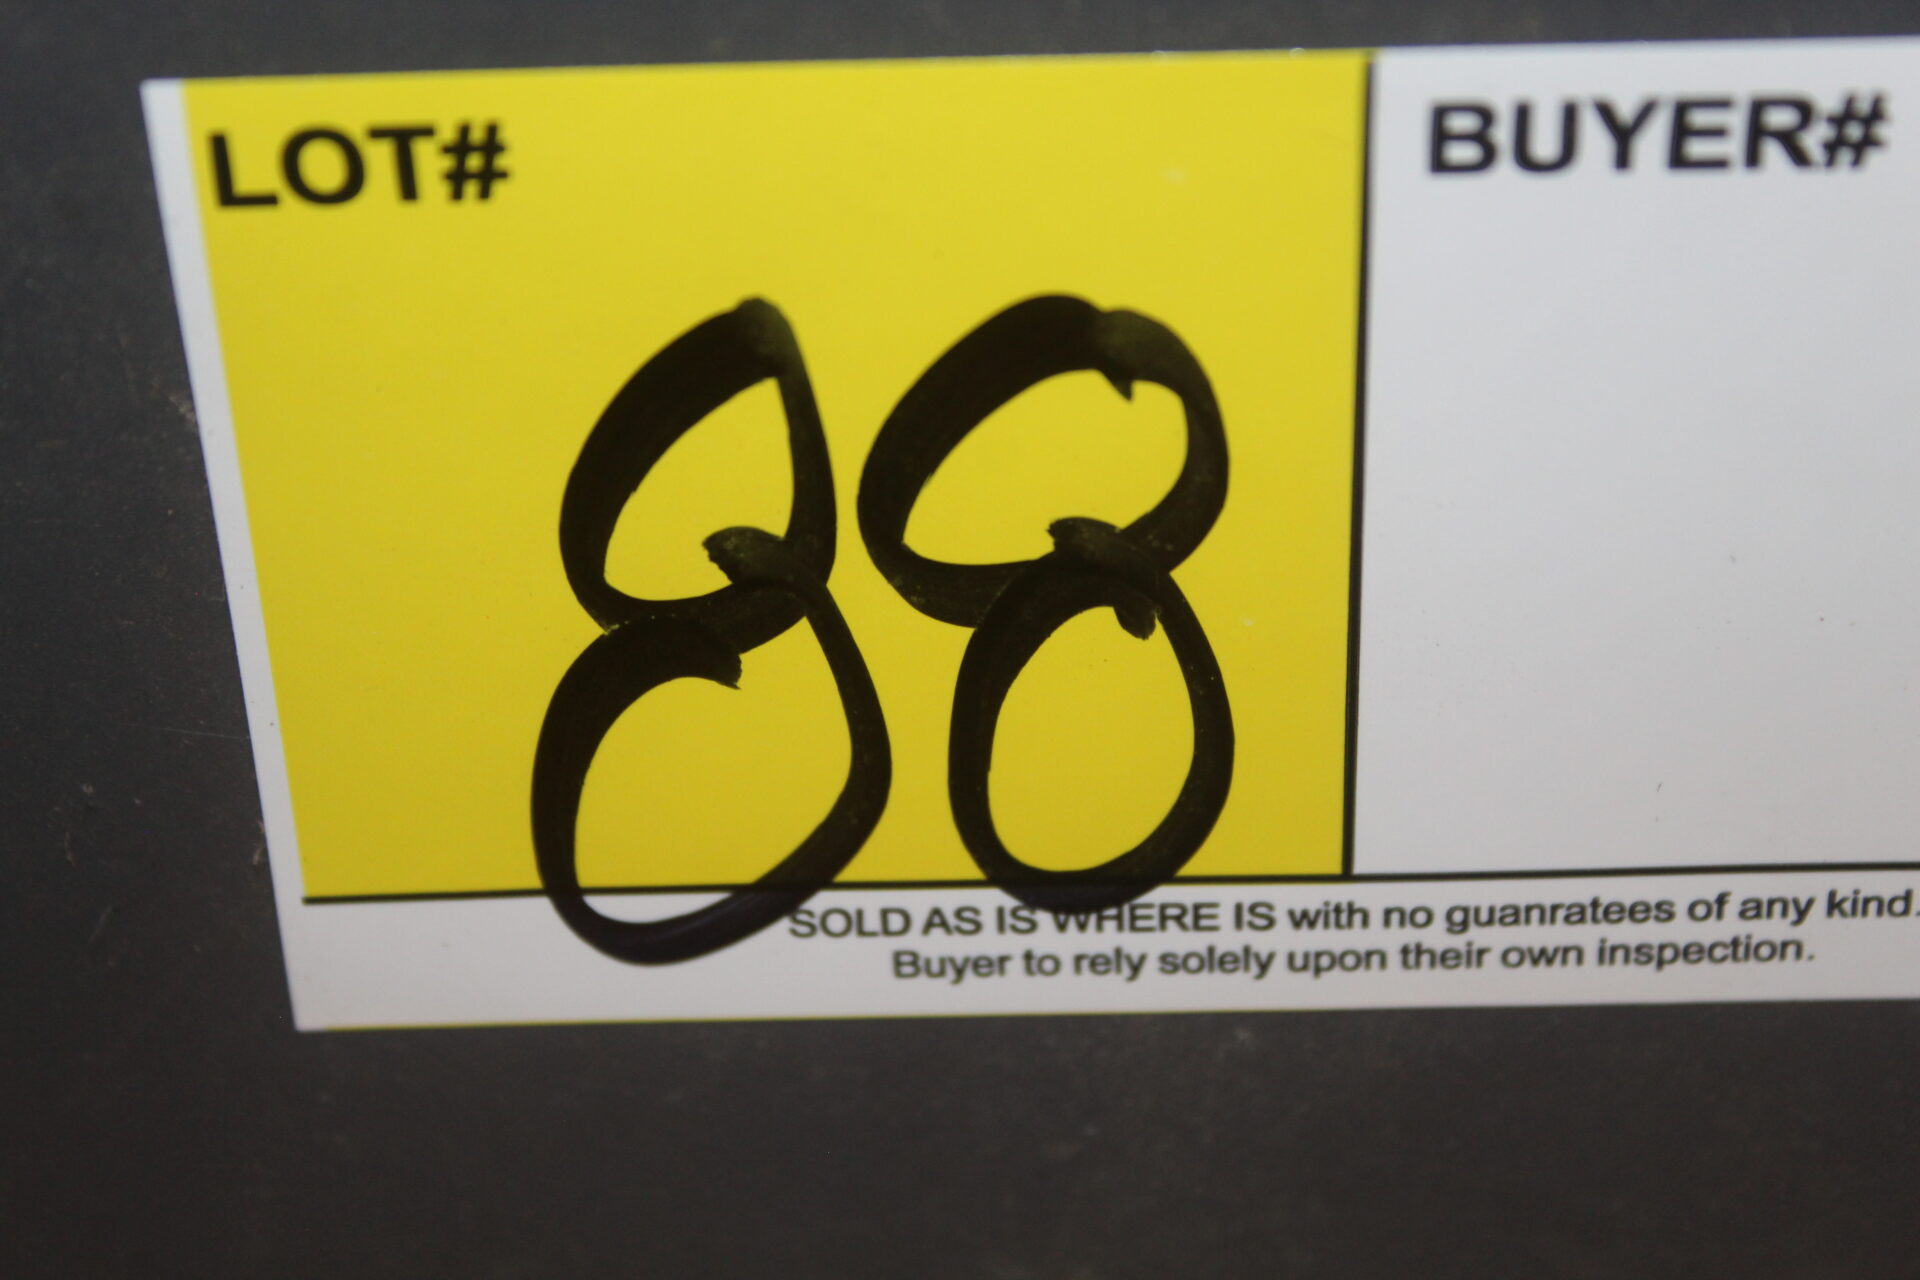 LOT#
BUYER#
88
SOLD AS IS WHERE IS with no guanratees of any kind.
Buyer to rely solely upon their own inspection.